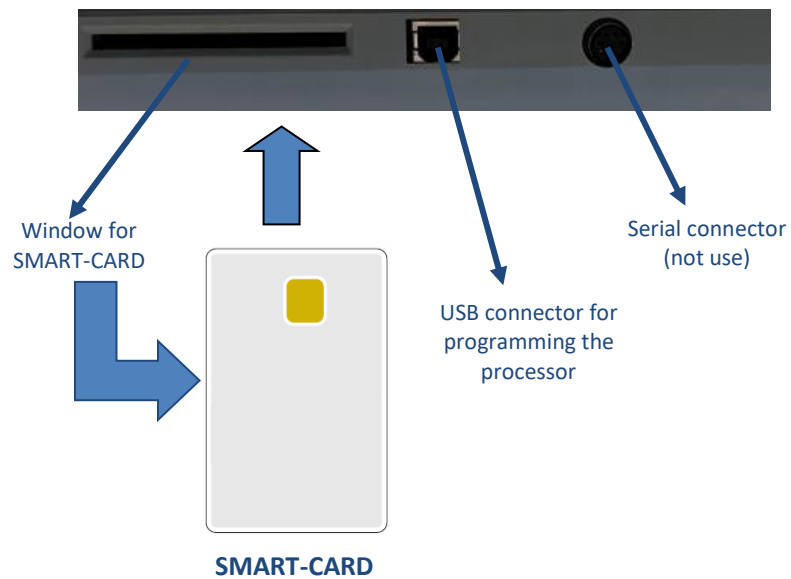 Window for
SMART-CARD
Serial connector
(not use)
USB connector for
programming the
processor
SMART-CARD